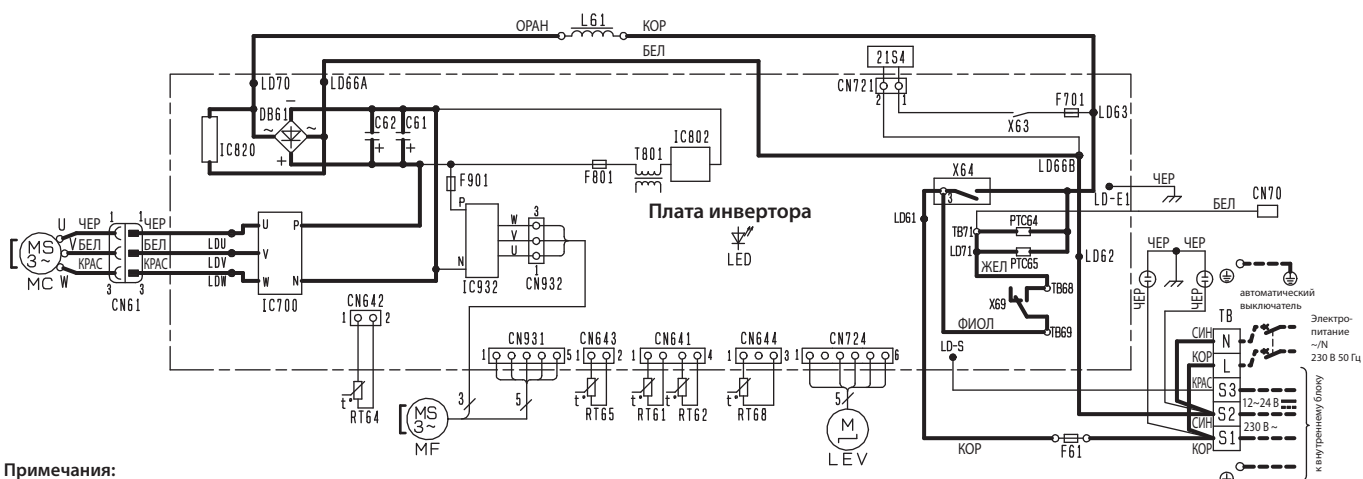 ОРАН L61 КОР
БЕЛ
21S4
LD70 LD66A
CN721
2 1
F701
DB61
X63
LD63
C62 C61
IC820
IC802
T801
F801
F901
LD66B
X64
ЧЕР
LD-E1
CN70
БЕЛ
Плата инвертора
LED
3
LD61
TB71 PTC64
LD71 PTC65
LD62
ЖЕЛ
TB68
X69
ФИОЛ
TB69
ЧЕР ЧЕР
ЧЕР
ЧЕР
автоматический
выключатель
Электро-
питание
~/N
230 В 50 Гц
U ЧЕР 1 1 ЧЕР LDU U P
MS
3~
V БЕЛ БЕЛ LDV V
W КРАС КРАС LDW W N
MC
3 3
CN61
IC700
P
N
W 3
V
U 1
IC932 CN932
CN642
1 2
t°
RT64
CN931
1 5
CN643
1 2
CN641
1 4
CN644
1 3
CN724
1 6
t°
RT65
t°
RT61
t°
RT62
t°
RT68
3
5
5
MS
3~
MF
M
LEV
LD-S
TB
СИН N
КОР L
КРАС S3
12~24 В
S2
СИН
230 В ~
КОР S1
к внутреннему блоку
КОР F61
Примечания: